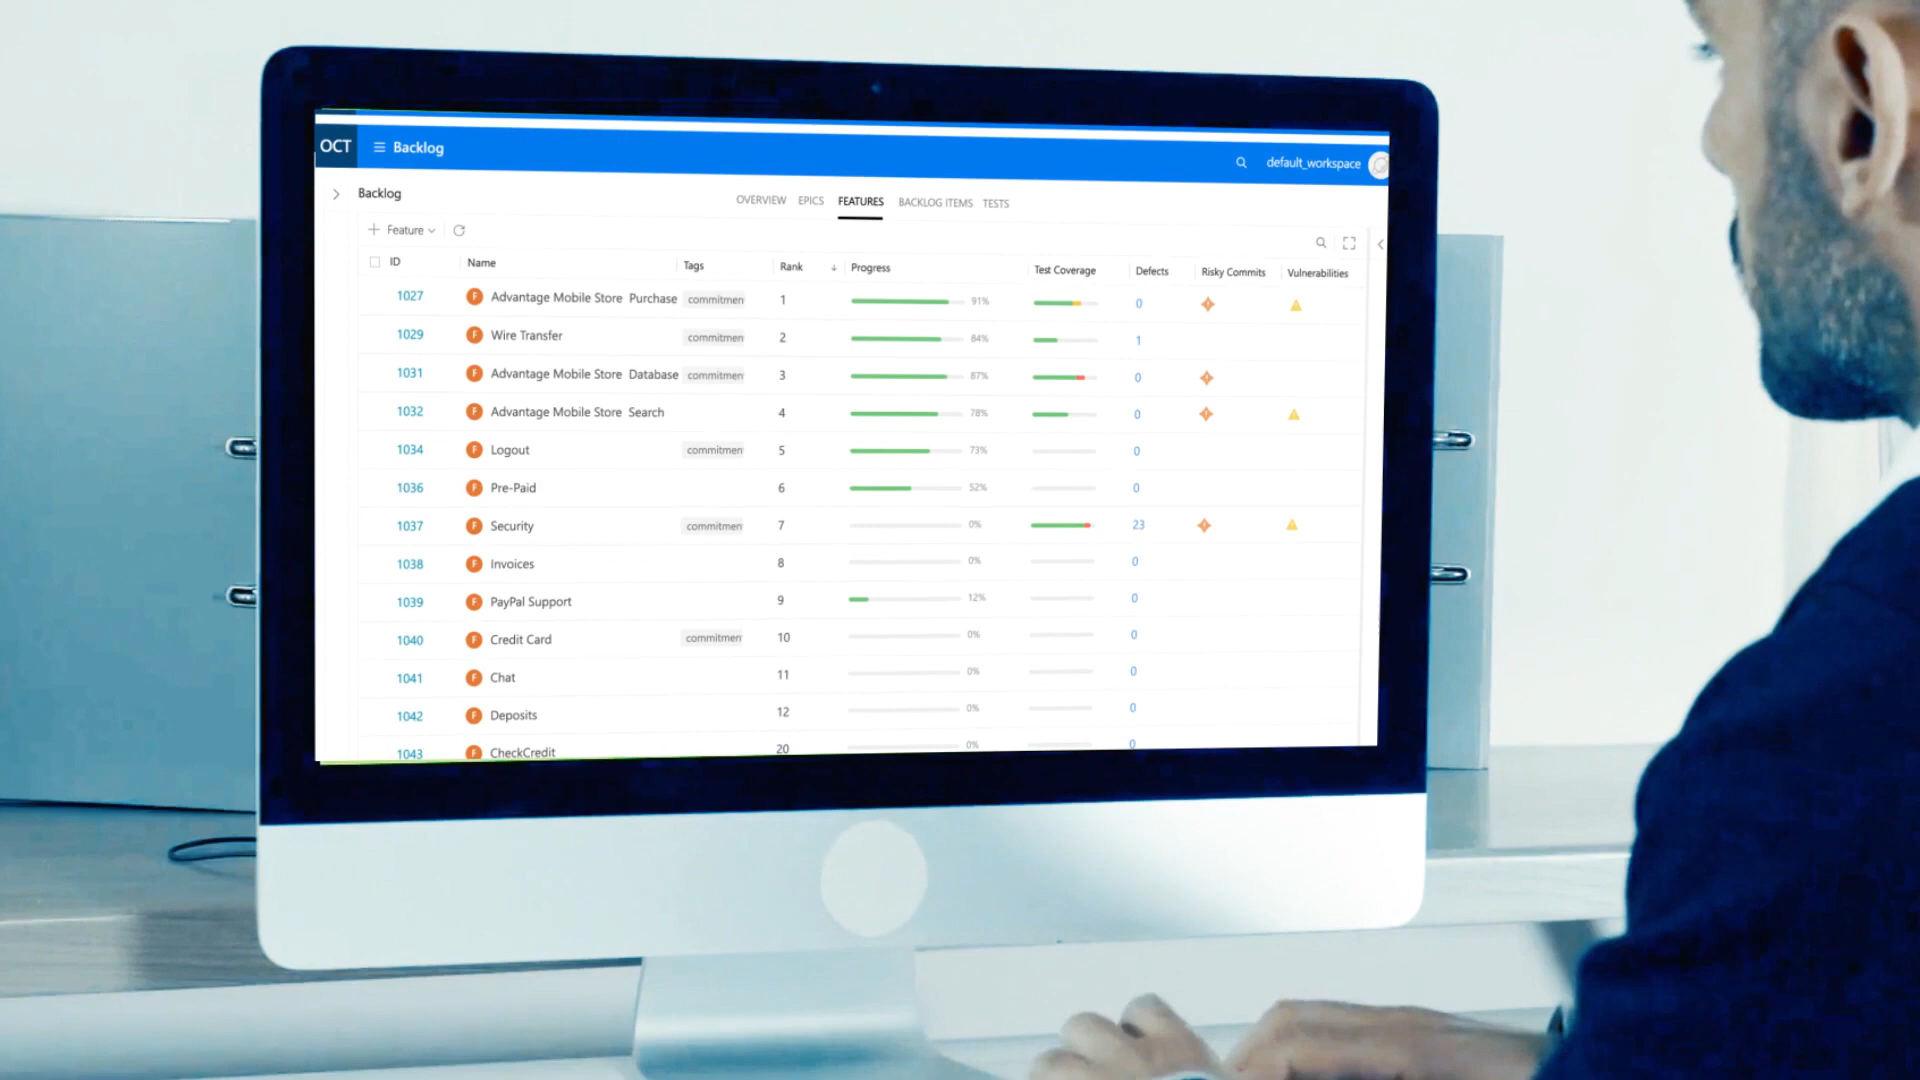 OCT ☰ Backlog default_workspace
Backlog
OVERVIEW EPICS FEATURES BACKLOG ITEMS TESTS
+ Feature
ID Name Tags Rank ↓ Progress Test Coverage Defects Risky Commits Vulnerabilities
1027 F Advantage Mobile Store Purchase commitmen 1 91% 0
1029 F Wire Transfer commitmen 2 84% 1
1031 F Advantage Mobile Store Database commitmen 3 87% 0
1032 F Advantage Mobile Store Search 4 78% 0
1034 F Logout commitmen 5 73% 0
1036 F Pre-Paid 6 52% 0
1037 F Security commitmen 7 0% 23
1038 F Invoices 8 0% 0
1039 F PayPal Support 9 12% 0
1040 F Credit Card commitmen 10 0% 0
1041 F Chat 11 0% 0
1042 F Deposits 12 0% 0
1043 F CheckCredit 20 0% 0